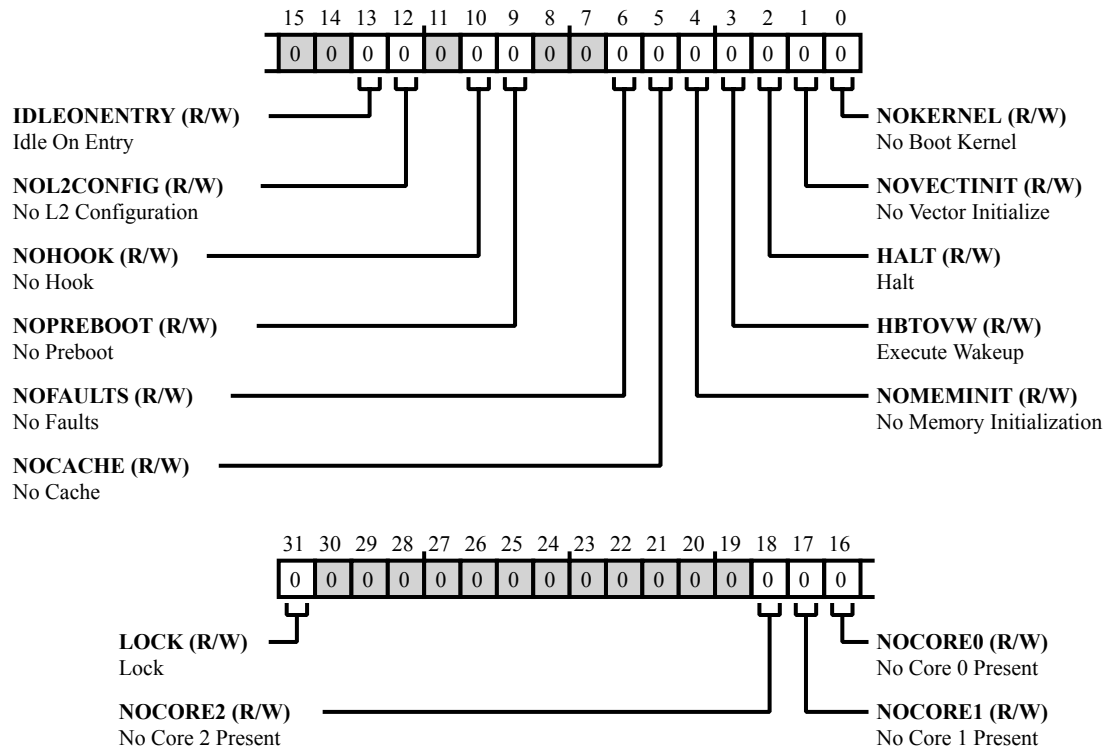 15 14 13 12 11 10 9 8 7 6 5 4 3 2 1 0
0 0 0 0 0 0 0 0 0 0 0 0 0 0 0 0
IDLEONENTRY (R/W)
Idle On Entry
NOL2CONFIG (R/W)
No L2 Configuration
NOHOOK (R/W)
No Hook
NOPREBOOT (R/W)
No Preboot
NOFAULTS (R/W)
No Faults
NOCACHE (R/W)
No Cache
NOKERNEL (R/W)
No Boot Kernel
NOVECTINIT (R/W)
No Vector Initialize
HALT (R/W)
Halt
HBTOVW (R/W)
Execute Wakeup
NOMEMINIT (R/W)
No Memory Initialization
31 30 29 28 27 26 25 24 23 22 21 20 19 18 17 16
0 0 0 0 0 0 0 0 0 0 0 0 0 0 0 0
LOCK (R/W)
Lock
NOCORE2 (R/W)
No Core 2 Present
NOCORE0 (R/W)
No Core 0 Present
NOCORE1 (R/W)
No Core 1 Present